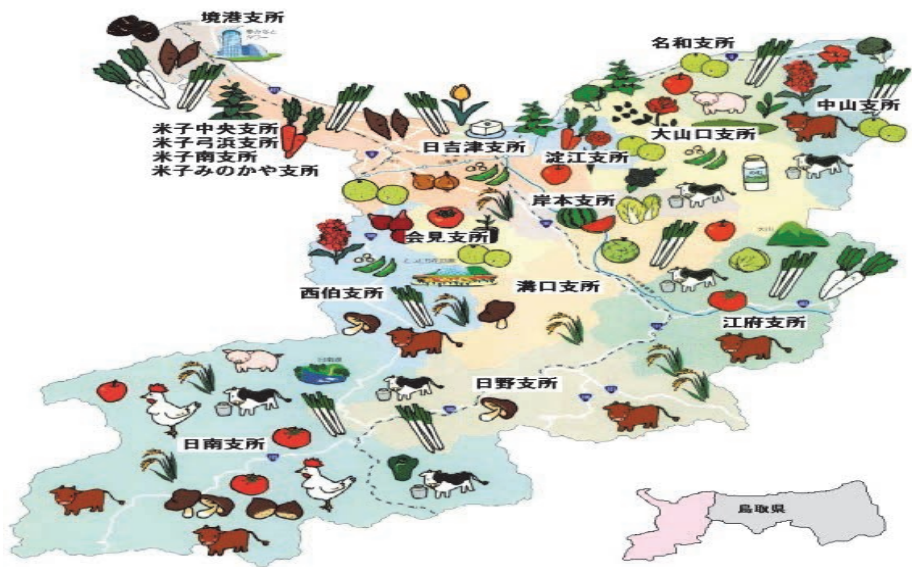 境港支所
名和支所
中山支所
米子中央支所
米子弓浜支所
米子南支所
米子みのかや支所
日吉津支所
淀江支所
大山口支所
岸本支所
会見支所
大山
西伯支所
溝口支所
江府支所
日野支所
日南支所
鳥取県